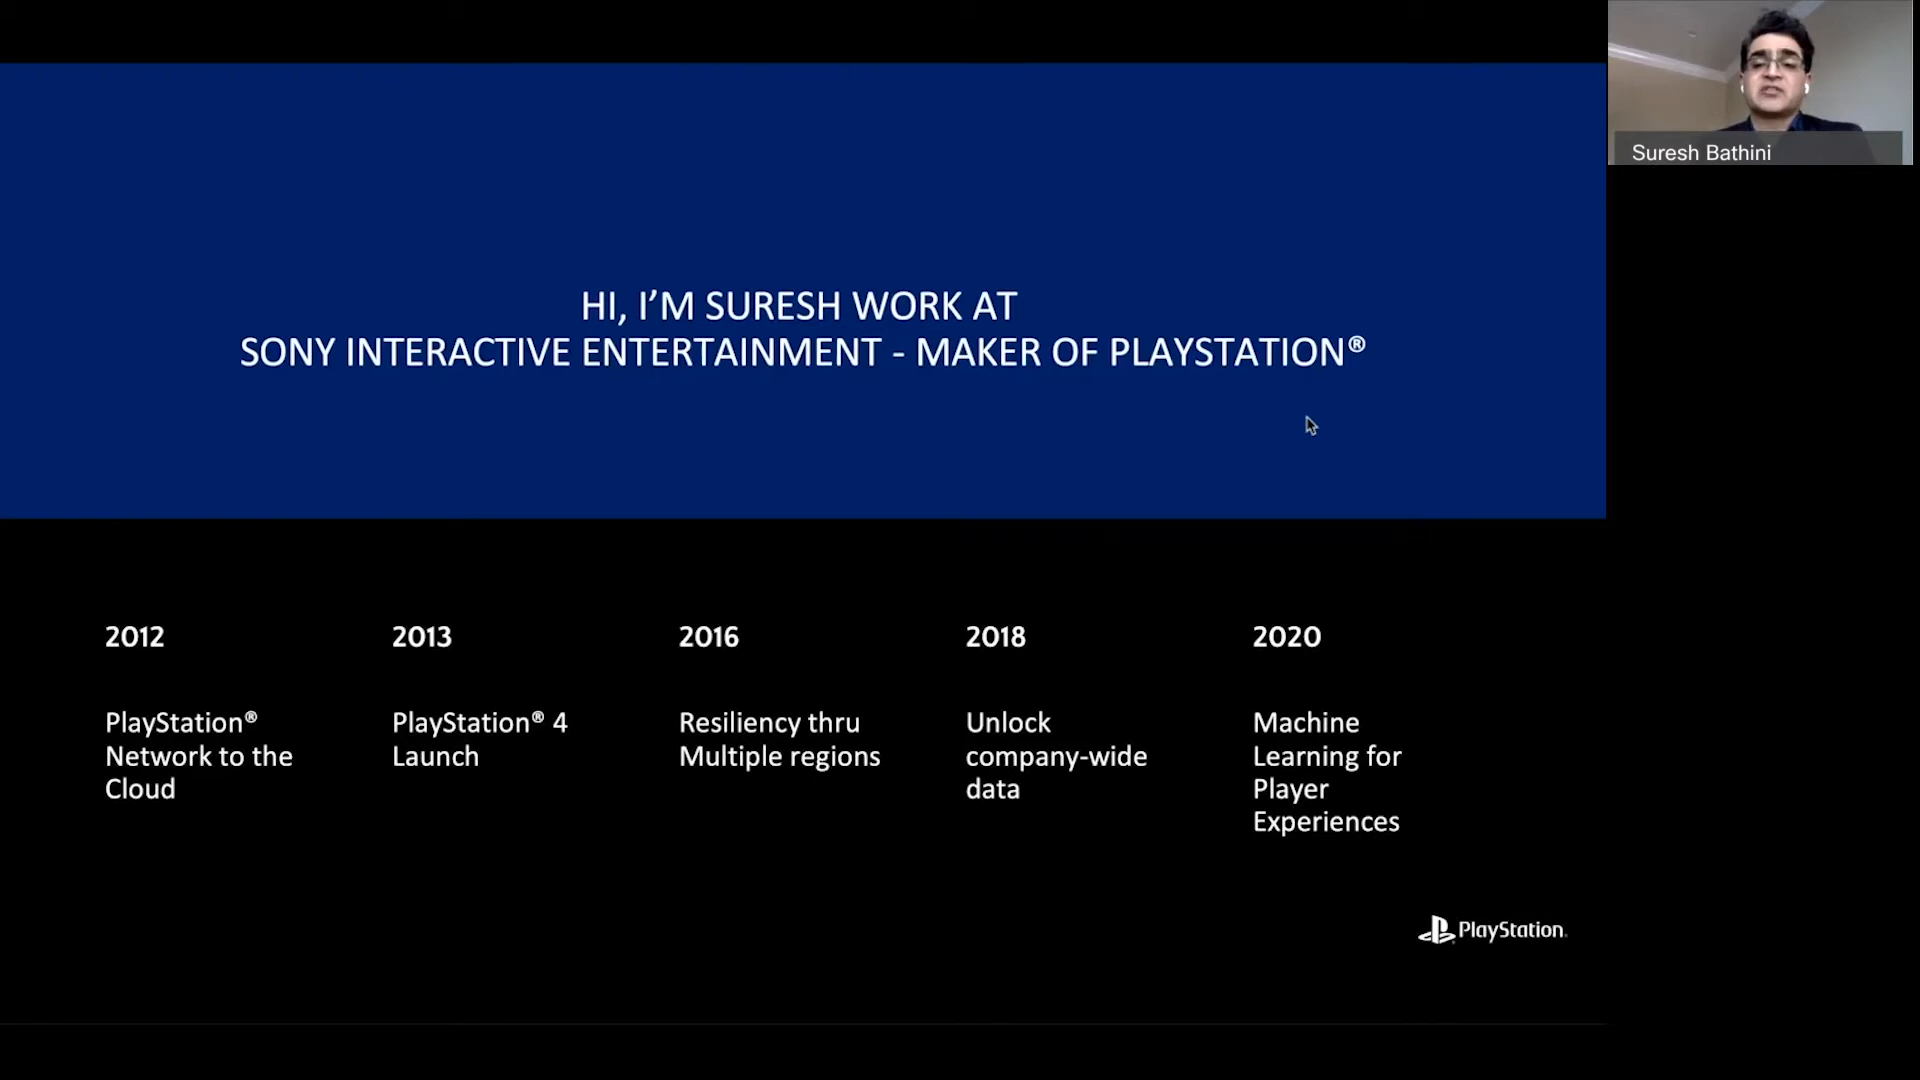 Suresh Bathini
HI, I’M SURESH WORK AT
SONY INTERACTIVE ENTERTAINMENT - MAKER OF PLAYSTATION®
2012
PlayStation®
Network to the
Cloud
2013
PlayStation® 4
Launch
2016
Resiliency thru
Multiple regions
2018
Unlock
company-wide
data
2020
Machine
Learning for
Player
Experiences
PlayStation.